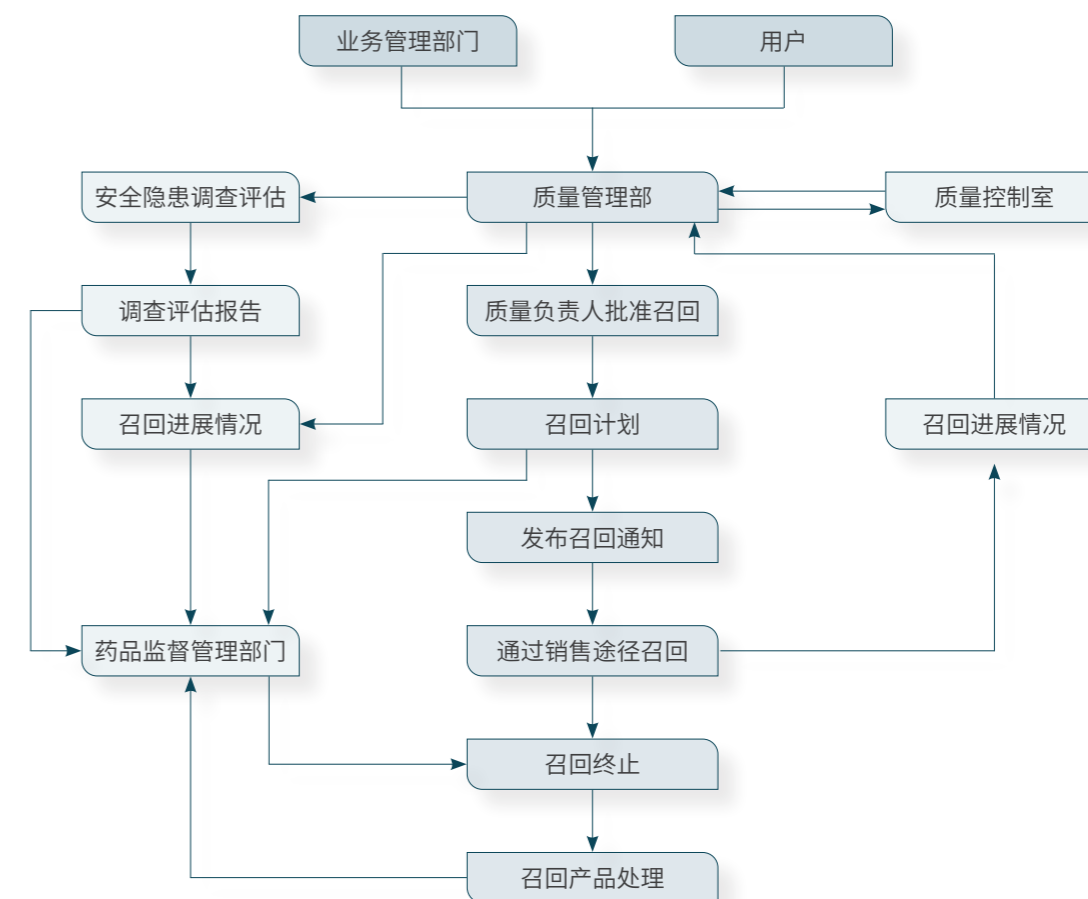 业务管理部门
用户
安全隐患调查评估
质量管理部
质量控制室
调查评估报告
质量负责人批准召回
召回进展情况
召回计划
召回进展情况
发布召回通知
药品监督管理部门
通过销售途径召回
召回终止
召回产品处理